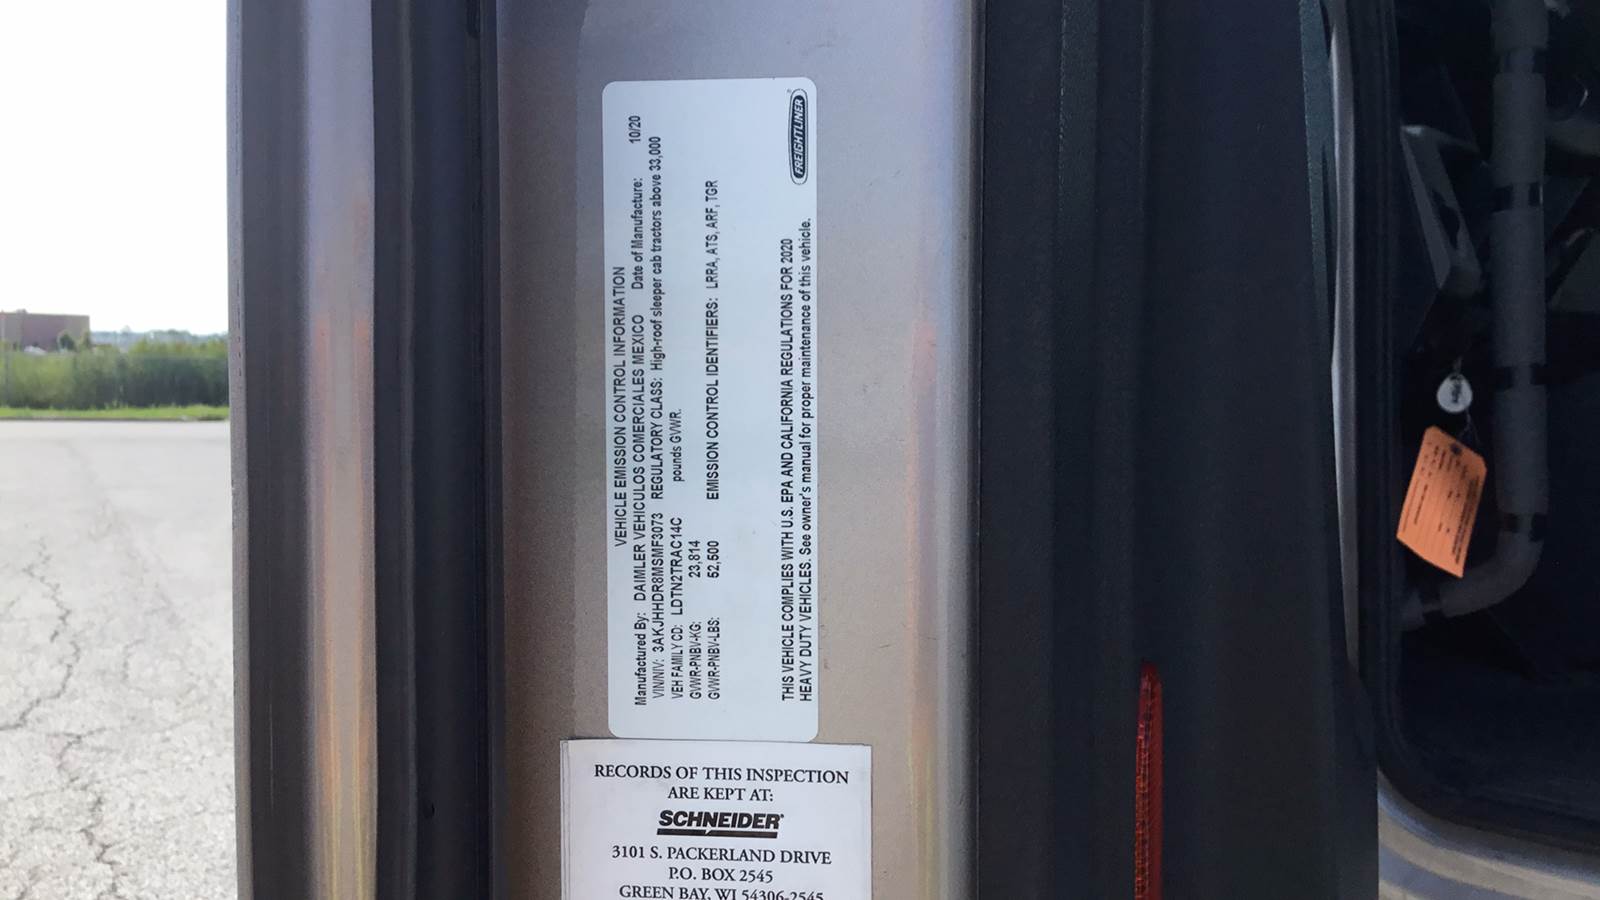 FREIGHTLINER
VEHICLE EMISSION CONTROL INFORMATION
Manufactured By: DAIMLER VEHICULOS COMERCIALES MEXICO Date of Manufacture: 10/20
VIN/NIV: 3AKJHHDR8MSMF3073 REGULATORY CLASS: High-roof sleeper cab tractors above 33,000
VEH FAMILY CD: LDTN2TRAC14C pounds GVWR.
GVWR-PNBV-KG: 23,814
GVWR-PNBV-LBS: 52,500 EMISSION CONTROL IDENTIFIERS: LRRA, ATS, ARF, TGR
THIS VEHICLE COMPLIES WITH U.S. EPA AND CALIFORNIA REGULATIONS FOR 2020
HEAVY DUTY VEHICLES. See owner's manual for proper maintenance of this vehicle.
RECORDS OF THIS INSPECTION
ARE KEPT AT:
SCHNEIDER
3101 S. PACKERLAND DRIVE
P.O. BOX 2545
GREEN BAY, WI 54306-2545